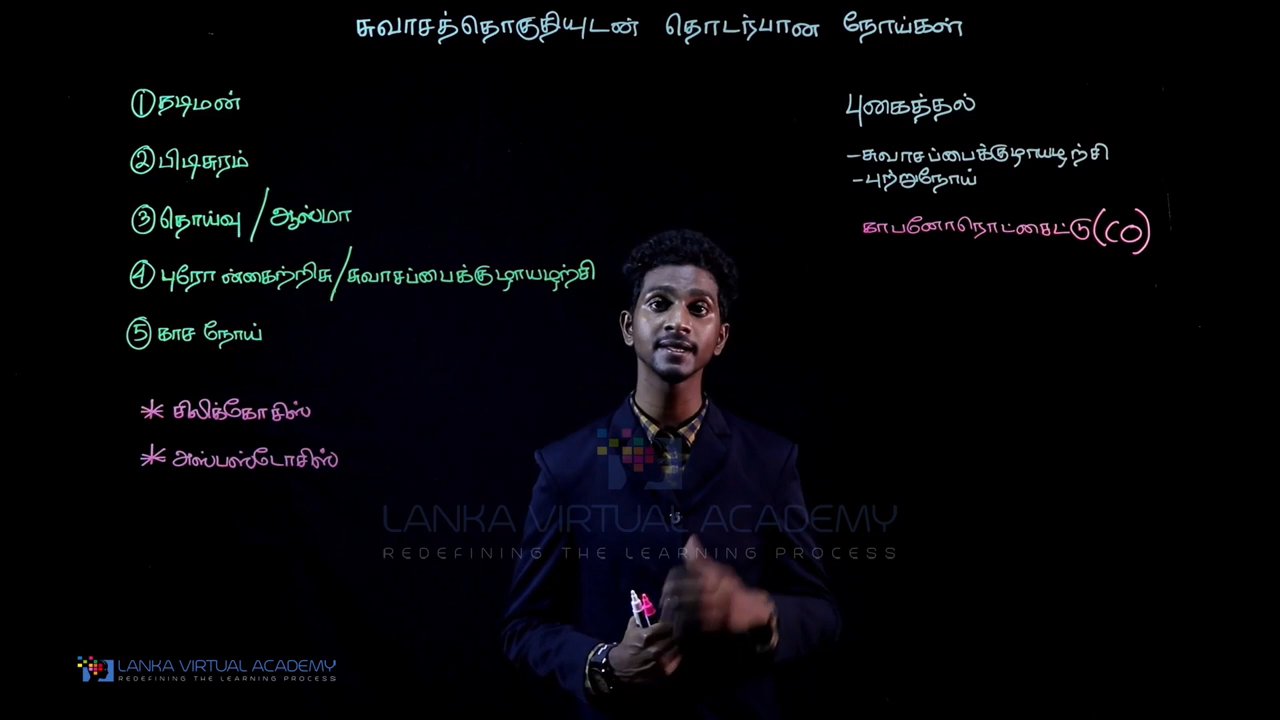 சுவாசத்தொகுதியுடன் தொடர்பான நோய்கள்
① தடிமன்
② பிடிசுரம்
③ தொய்வு / ஆஸ்மா
④ புரோன்கைற்றிசு / சுவாசப்பைக்குழாயழற்சி
⑤ காச நோய்
* சிலிக்கோசிஸ்
* அஸ்பஸ்டோசிஸ்
புகைத்தல்
- சுவாசப்பைக்குழாயழற்சி
- புற்றுநோய்
காபனோரொட்சைட்டு (CO)
LANKA VIRTUAL ACADEMY
REDEFINING THE LEARNING PROCESS
LANKA VIRTUAL ACADEMY
REDEFINING THE LEARNING PROCESS